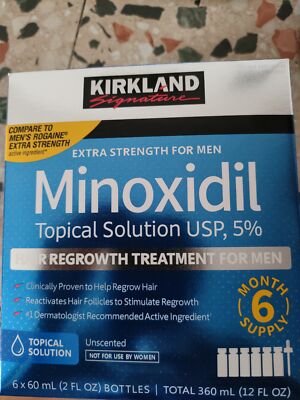 KIRKLAND
Signature
COMPARE TO
MEN'S ROGAINE®
EXTRA STRENGTH
active ingredient*
EXTRA STRENGTH FOR MEN
Minoxidil
Topical Solution USP, 5%
HAIR REGROWTH TREATMENT FOR MEN
Clinically Proven to Help Regrow Hair
Reactivates Hair Follicles to Stimulate Regrowth
#1 Dermatologist Recommended Active Ingredient†
6
MONTH
SUPPLY
TOPICAL
SOLUTION
Unscented
NOT FOR USE BY WOMEN
6 x 60 mL (2 FL OZ) BOTTLES | TOTAL 360 mL (12 FL OZ)